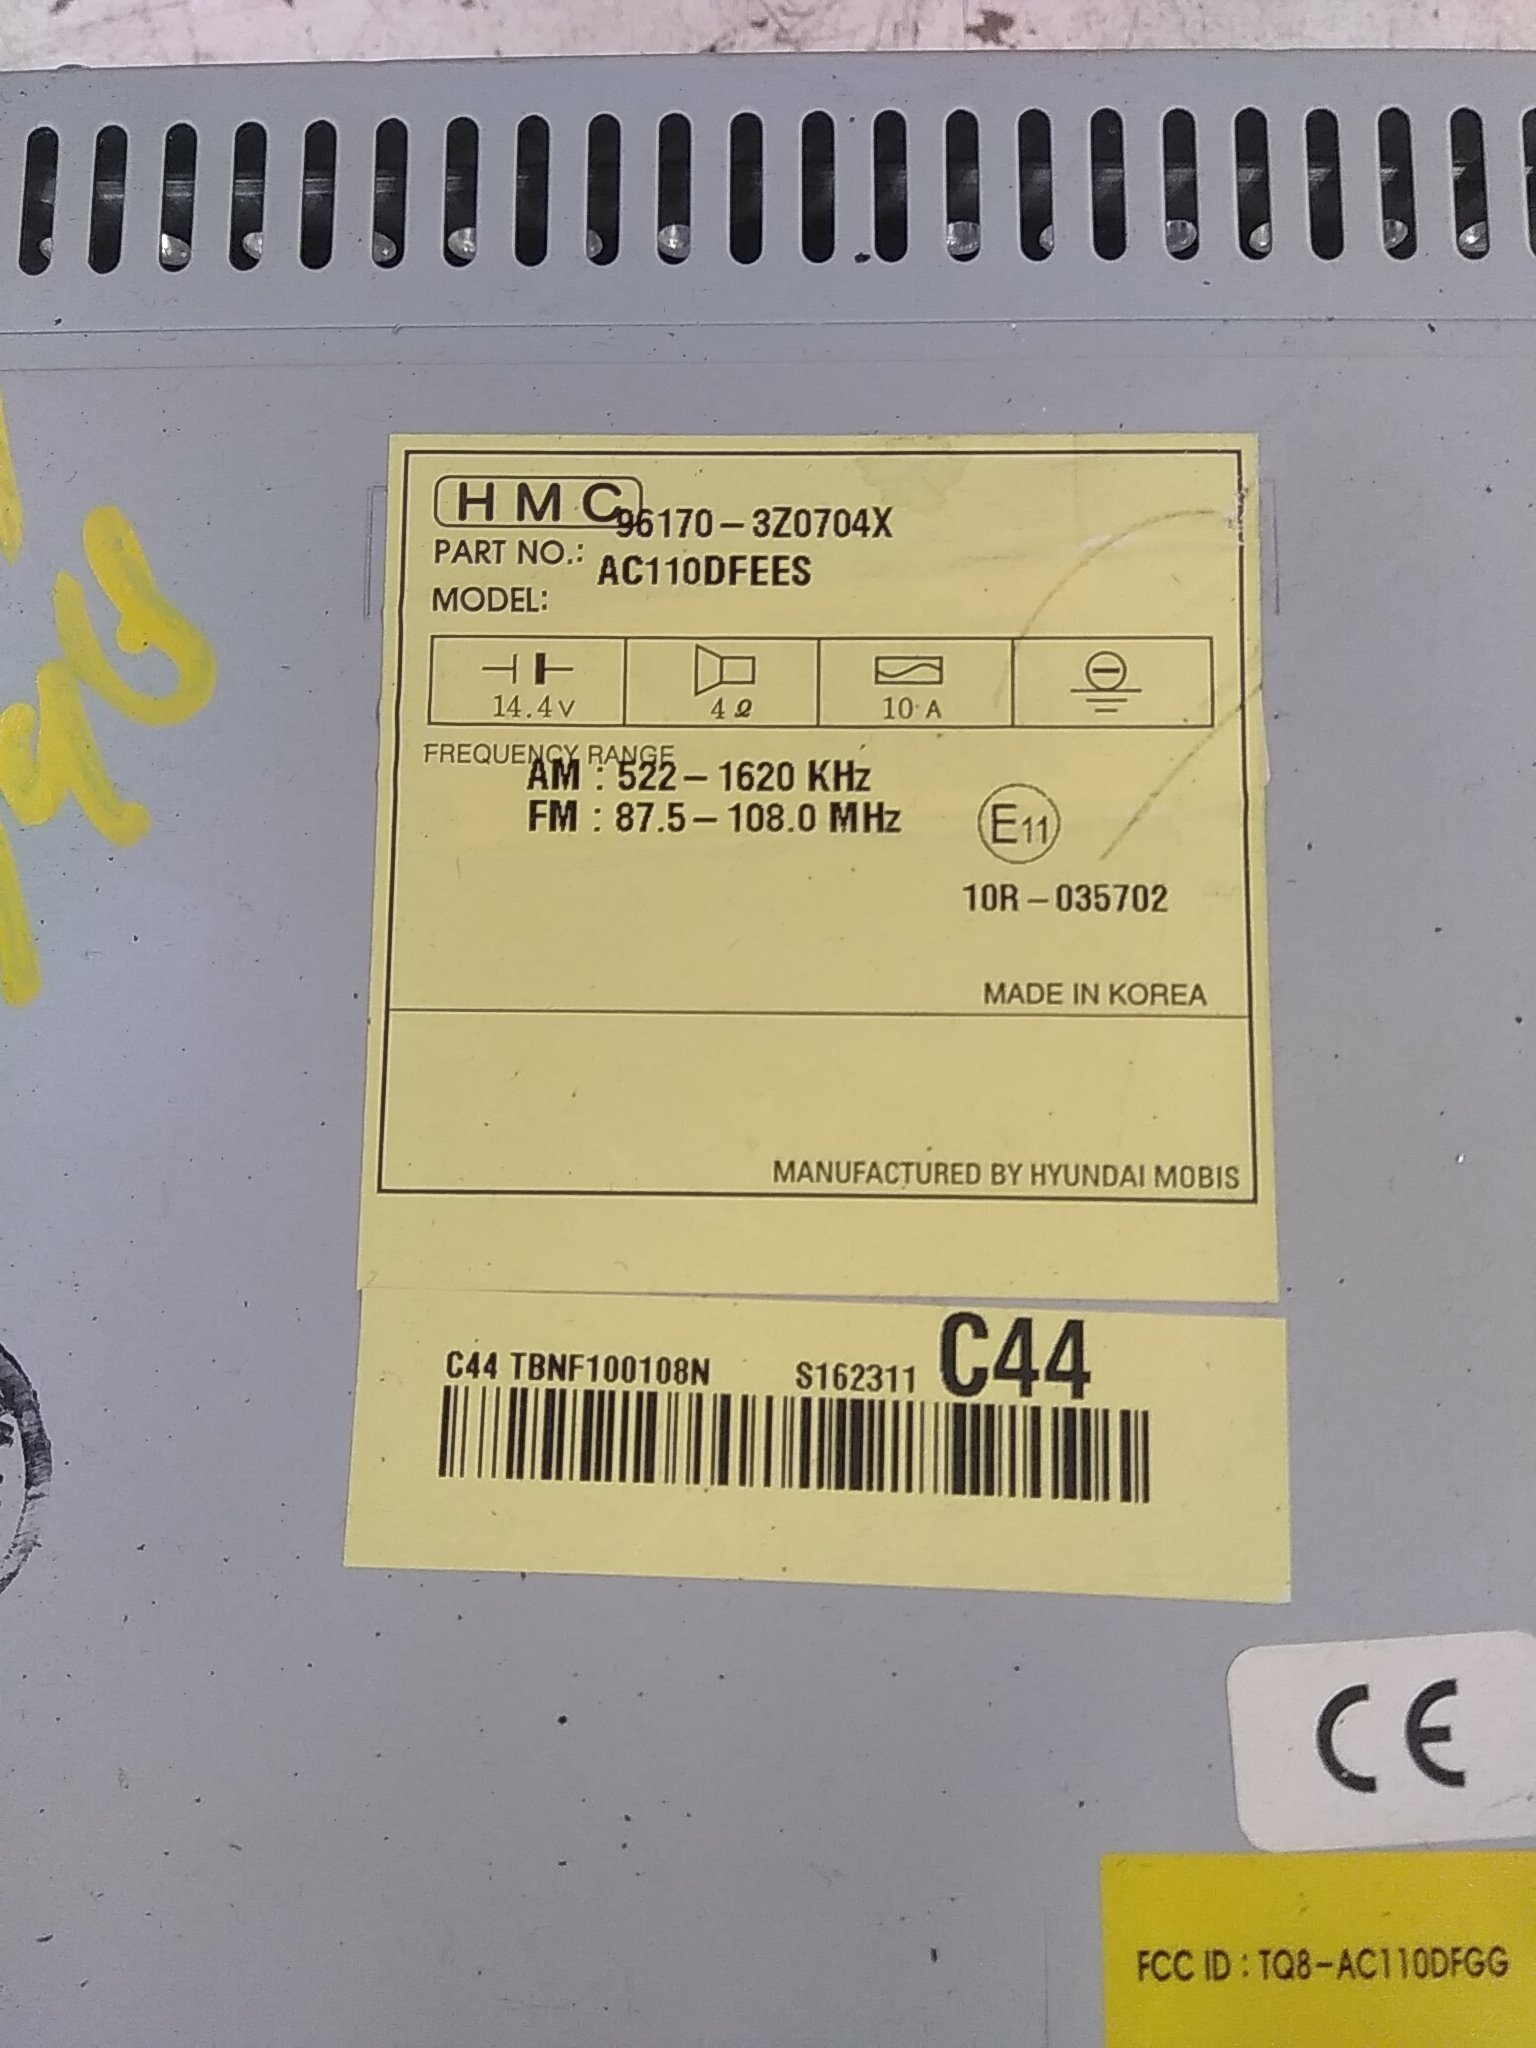 HMC
96170-3Z0704X
PART NO.:
AC110DFEES
MODEL:
14.4V 4Ω 10 A
FREQUENCY RANGE
AM : 522-1620 KHz
FM : 87.5-108.0 MHz
E11
10R-035702
MADE IN KOREA
MANUFACTURED BY HYUNDAI MOBIS
C44 TBNF100108N S162311 C44
CE
FCC ID : TQ8-AC110DFGG